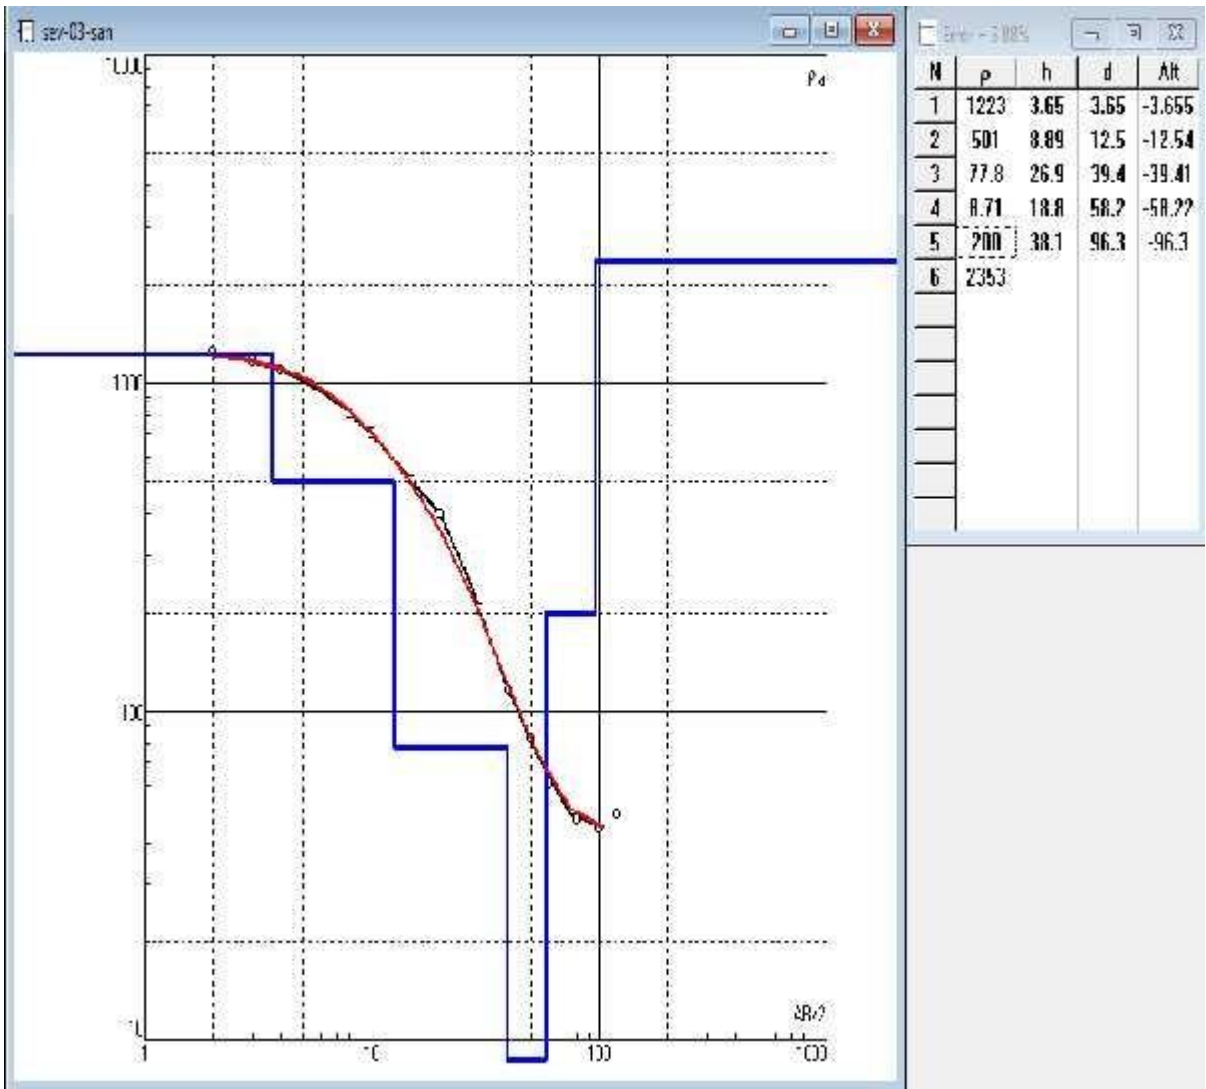 sev-03-san
ρa
1000
100
AB/2
1
10
100
1000
N ρ h d Alt
1 1223 3.65 3.65 -3.655
2 501 8.89 12.5 -12.54
3 77.8 26.9 39.4 -39.41
4 8.71 18.8 58.2 -58.22
5 200 38.1 96.3 -96.3
6 2353